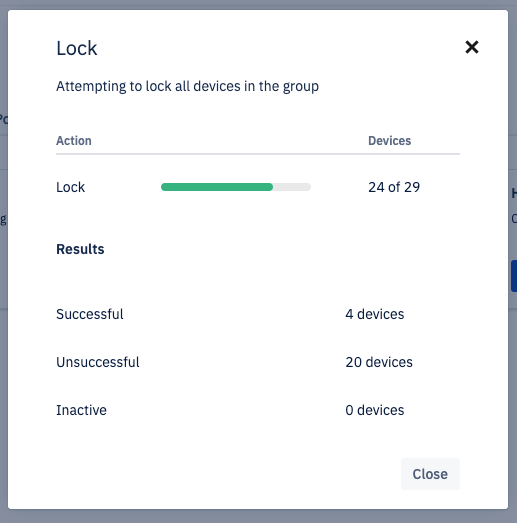 Lock
Attempting to lock all devices in the group
Action Devices
Lock 24 of 29
Results
Successful 4 devices
Unsuccessful 20 devices
Inactive 0 devices
Close